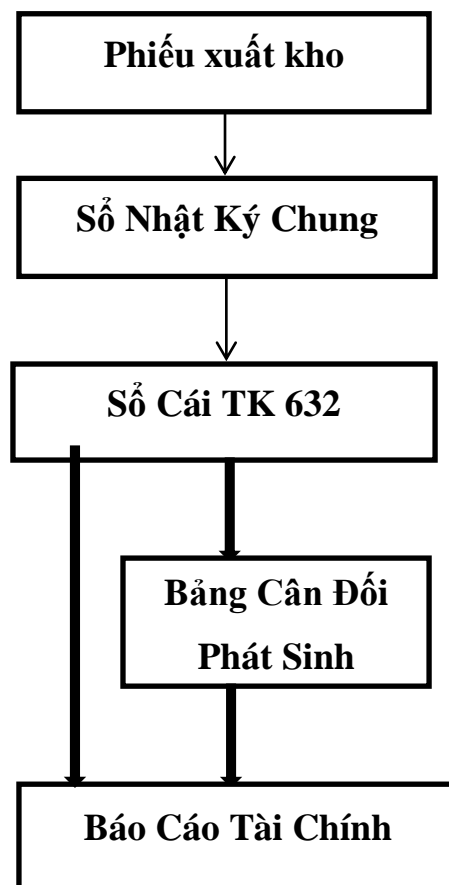 Phiếu xuất kho
Sổ Nhật Ký Chung
Sổ Cái TK 632
Bảng Cân Đối
Phát Sinh
Báo Cáo Tài Chính